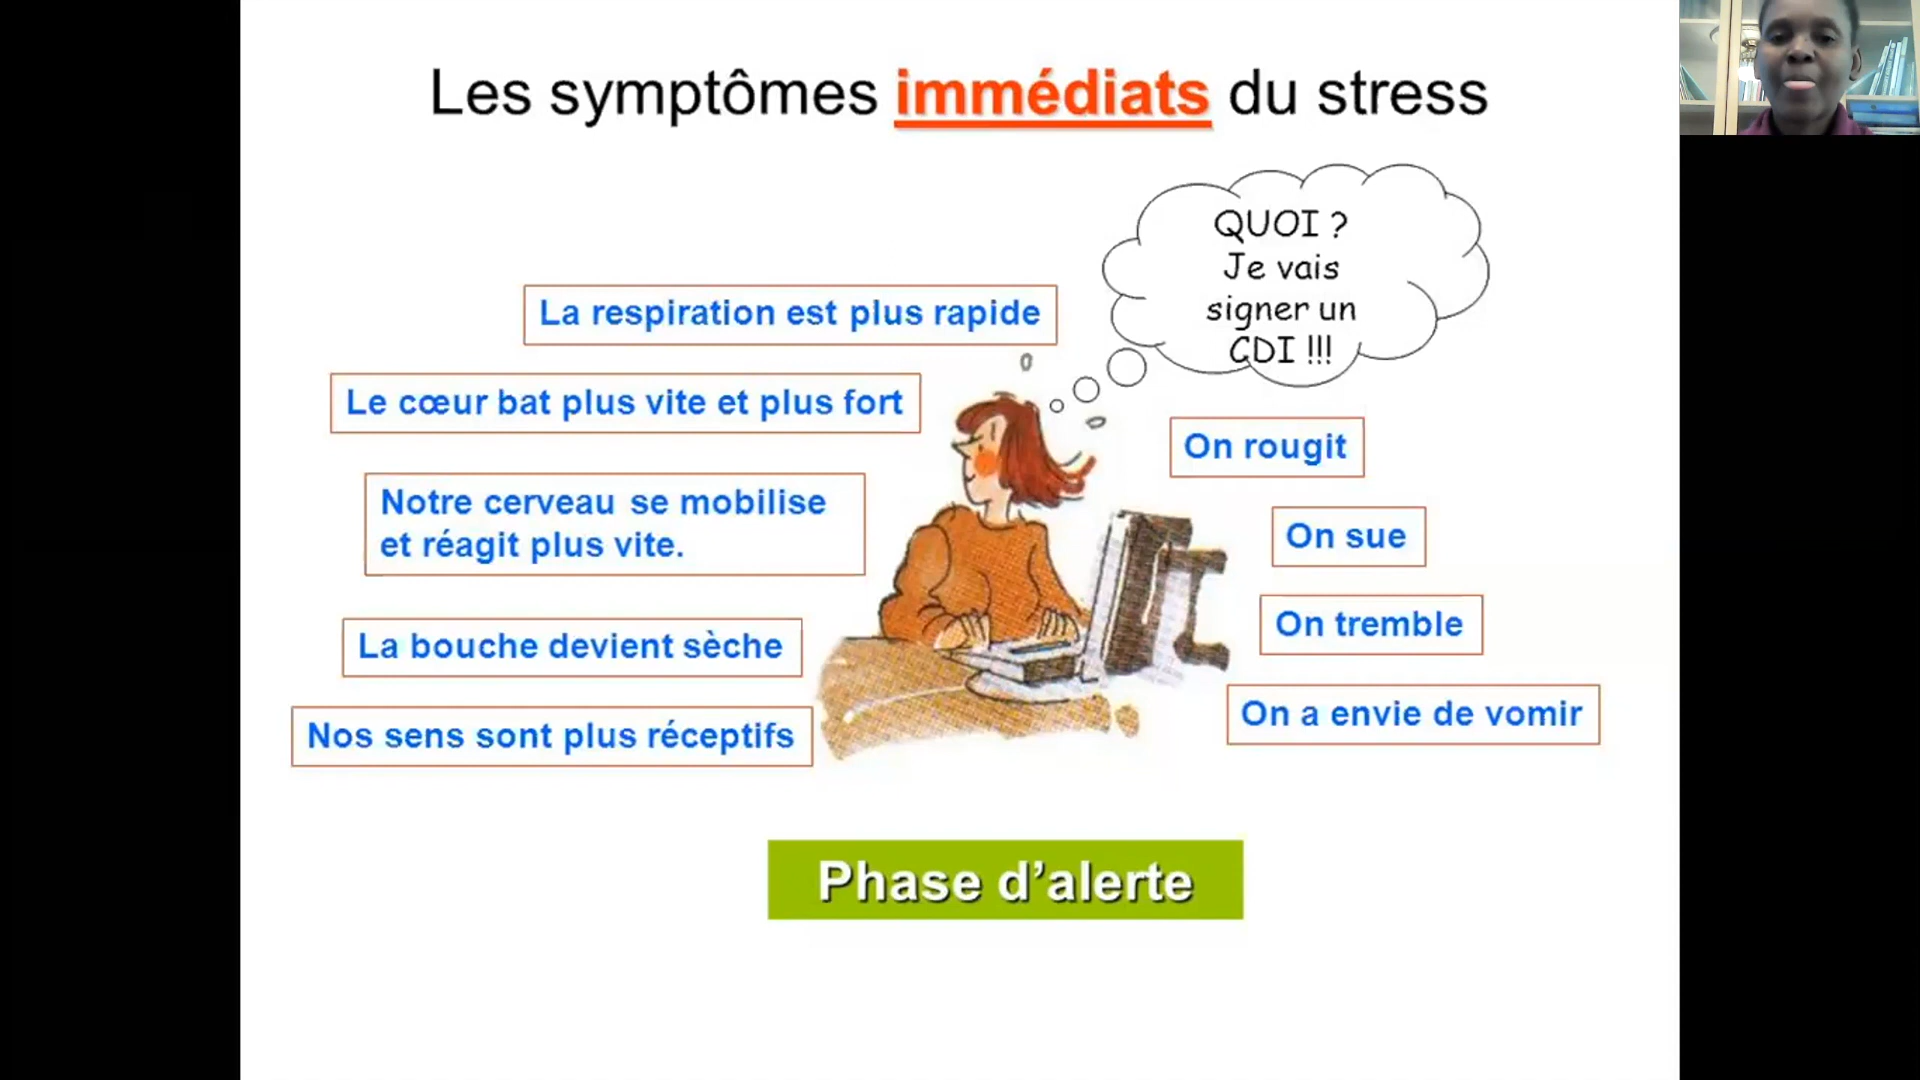 Les symptômes immédiats du stress
QUOI ?
Je vais
signer un
CDI !!!
La respiration est plus rapide
Le cœur bat plus vite et plus fort
Notre cerveau se mobilise
et réagit plus vite.
La bouche devient sèche
Nos sens sont plus réceptifs
On rougit
On sue
On tremble
On a envie de vomir
Phase d’alerte